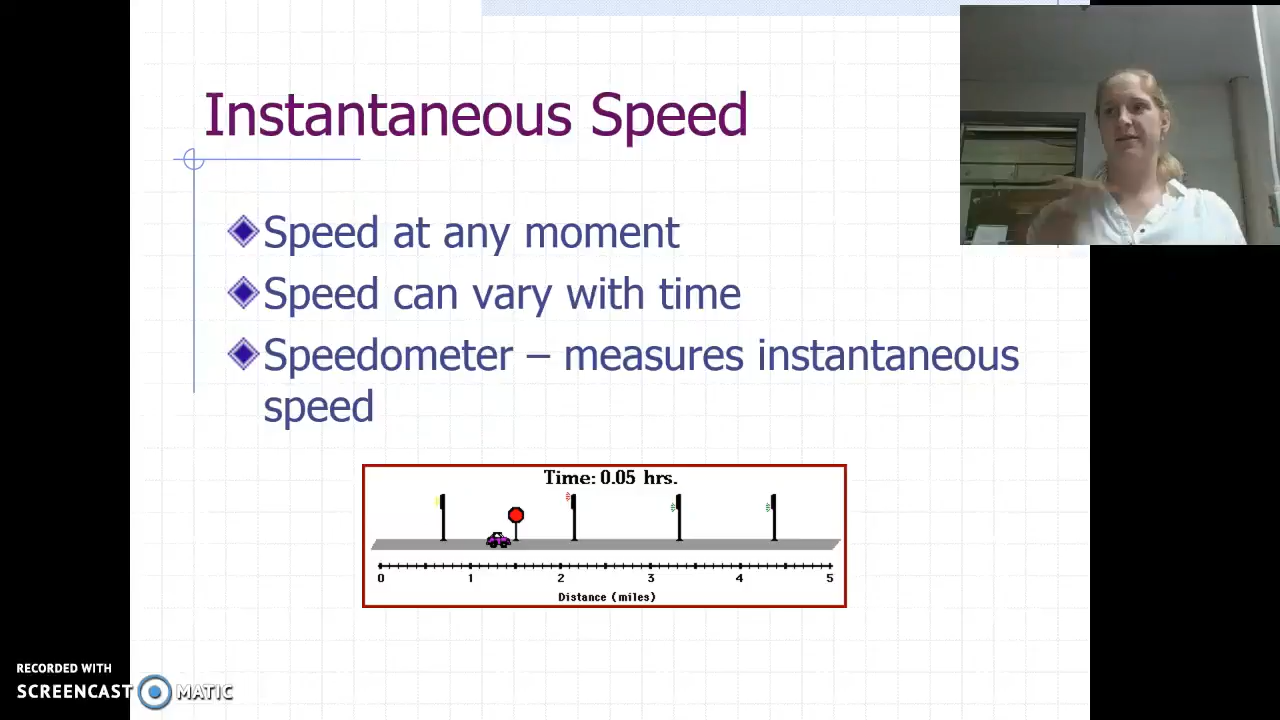 Instantaneous Speed
Speed at any moment
Speed can vary with time
Speedometer – measures instantaneous
speed
Time: 0.05 hrs.
0 1 2 3 4 5
Distance (miles)
RECORDED WITH
SCREENCAST MATIC